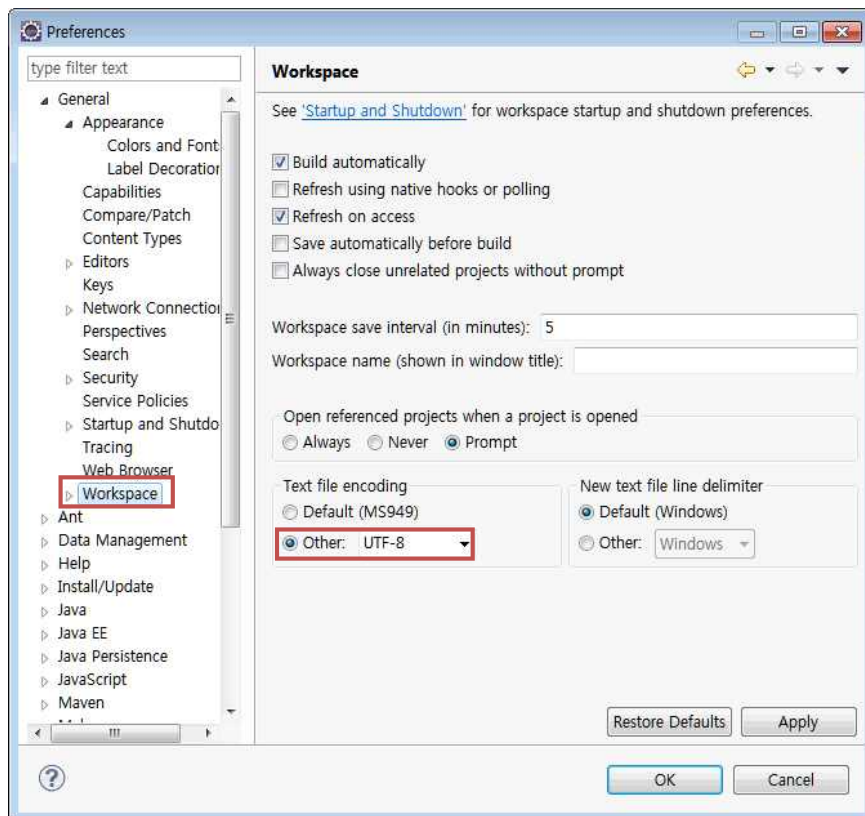 Preferences
type filter text
General
Appearance
Colors and Font
Label Decoration
Capabilities
Compare/Patch
Content Types
Editors
Keys
Network Connection
Perspectives
Search
Security
Service Policies
Startup and Shutdo
Tracing
Web Browser
Workspace
Ant
Data Management
Help
Install/Update
Java
Java EE
Java Persistence
JavaScript
Maven
Workspace
See 'Startup and Shutdown' for workspace startup and shutdown preferences.
Build automatically
Refresh using native hooks or polling
Refresh on access
Save automatically before build
Always close unrelated projects without prompt
Workspace save interval (in minutes): 5
Workspace name (shown in window title):
Open referenced projects when a project is opened
Always Never Prompt
Text file encoding
Default (MS949)
Other: UTF-8
New text file line delimiter
Default (Windows)
Other: Windows
Restore Defaults Apply
OK Cancel